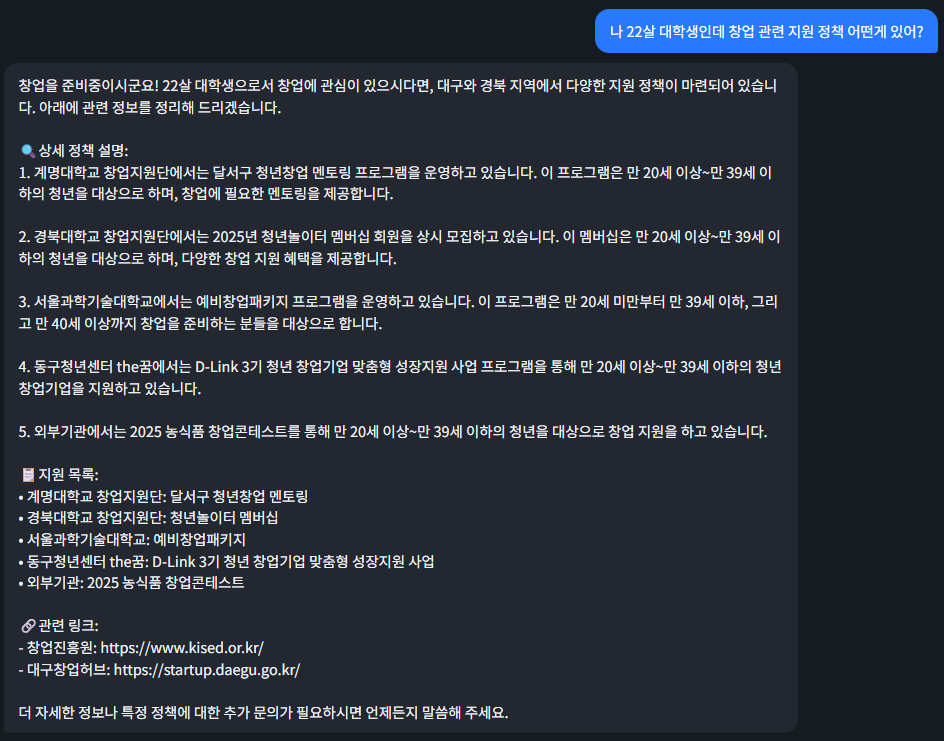 나 22살 대학생인데 창업 관련 지원 정책 어떤게 있어?
창업을 준비중이시군요! 22살 대학생으로서 창업에 관심이 있으시다면, 대구와 경북 지역에서 다양한 지원 정책이 마련되어 있습니
다. 아래에 관련 정보를 정리해 드리겠습니다.
🔍 상세 정책 설명:
1. 계명대학교 창업지원단에서는 달서구 청년창업 멘토링 프로그램을 운영하고 있습니다. 이 프로그램은 만 20세 이상~만 39세 이
하의 청년을 대상으로 하며, 창업에 필요한 멘토링을 제공합니다.
2. 경북대학교 창업지원단에서는 2025년 청년놀이터 멤버십 회원을 상시 모집하고 있습니다. 이 멤버십은 만 20세 이상~만 39세 이
하의 청년을 대상으로 하며, 다양한 창업 지원 혜택을 제공합니다.
3. 서울과학기술대학교에서는 예비창업패키지 프로그램을 운영하고 있습니다. 이 프로그램은 만 20세 미만부터 만 39세 이하, 그리
고 만 40세 이상까지 창업을 준비하는 분들을 대상으로 합니다.
4. 동구청년센터 the꿈에서는 D-Link 3기 청년 창업기업 맞춤형 성장지원 사업 프로그램을 통해 만 20세 이상~만 39세 이하의 청년
창업기업을 지원하고 있습니다.
5. 외부기관에서는 2025 농식품 창업콘테스트를 통해 만 20세 이상~만 39세 이하의 청년을 대상으로 창업 지원을 하고 있습니다.
📋 지원 목록:
• 계명대학교 창업지원단: 달서구 청년창업 멘토링
• 경북대학교 창업지원단: 청년놀이터 멤버십
• 서울과학기술대학교: 예비창업패키지
• 동구청년센터 the꿈: D-Link 3기 청년 창업기업 맞춤형 성장지원 사업
• 외부기관: 2025 농식품 창업콘테스트
🔗 관련 링크:
- 창업진흥원: https://www.kised.or.kr/
- 대구창업허브: https://startup.daegu.go.kr/
더 자세한 정보나 특정 정책에 대한 추가 문의가 필요하시면 언제든지 말씀해 주세요.